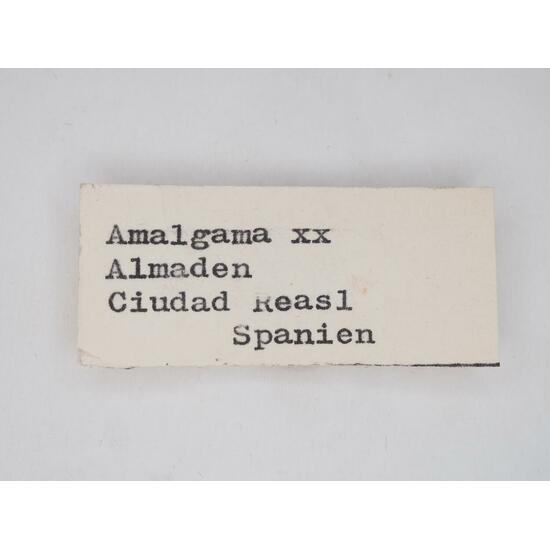 Amalgama xx
Almaden
Ciudad Reasl
Spanien